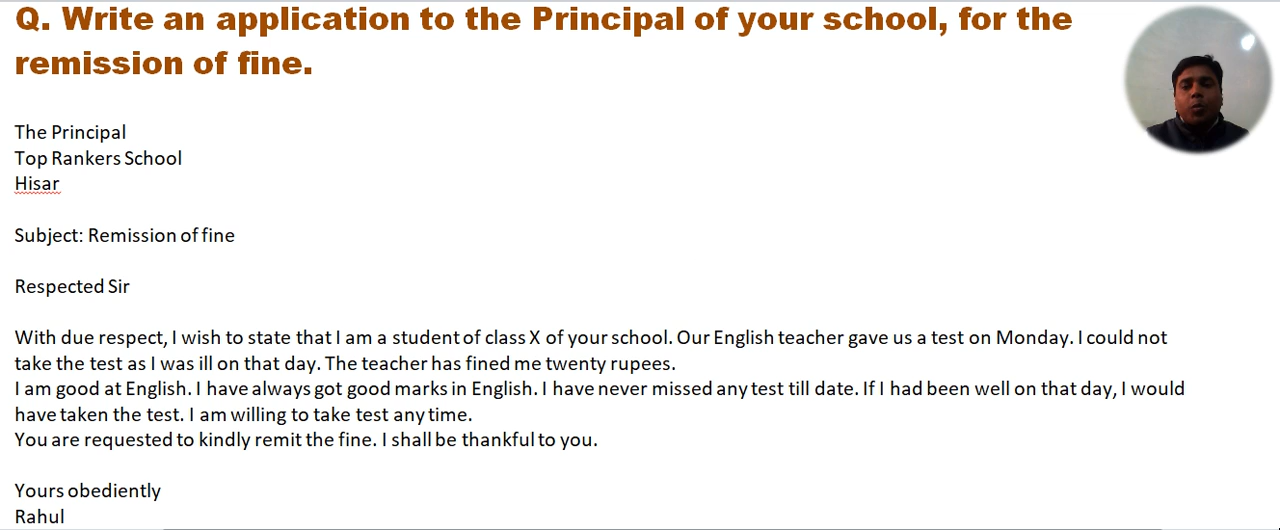 Q. Write an application to the Principal of your school, for the
remission of fine.
The Principal
Top Rankers School
Hisar
Subject: Remission of fine
Respected Sir
With due respect, I wish to state that I am a student of class X of your school. Our English teacher gave us a test on Monday. I could not
take the test as I was ill on that day. The teacher has fined me twenty rupees.
I am good at English. I have always got good marks in English. I have never missed any test till date. If I had been well on that day, I would
have taken the test. I am willing to take test any time.
You are requested to kindly remit the fine. I shall be thankful to you.
Yours obediently
Rahul